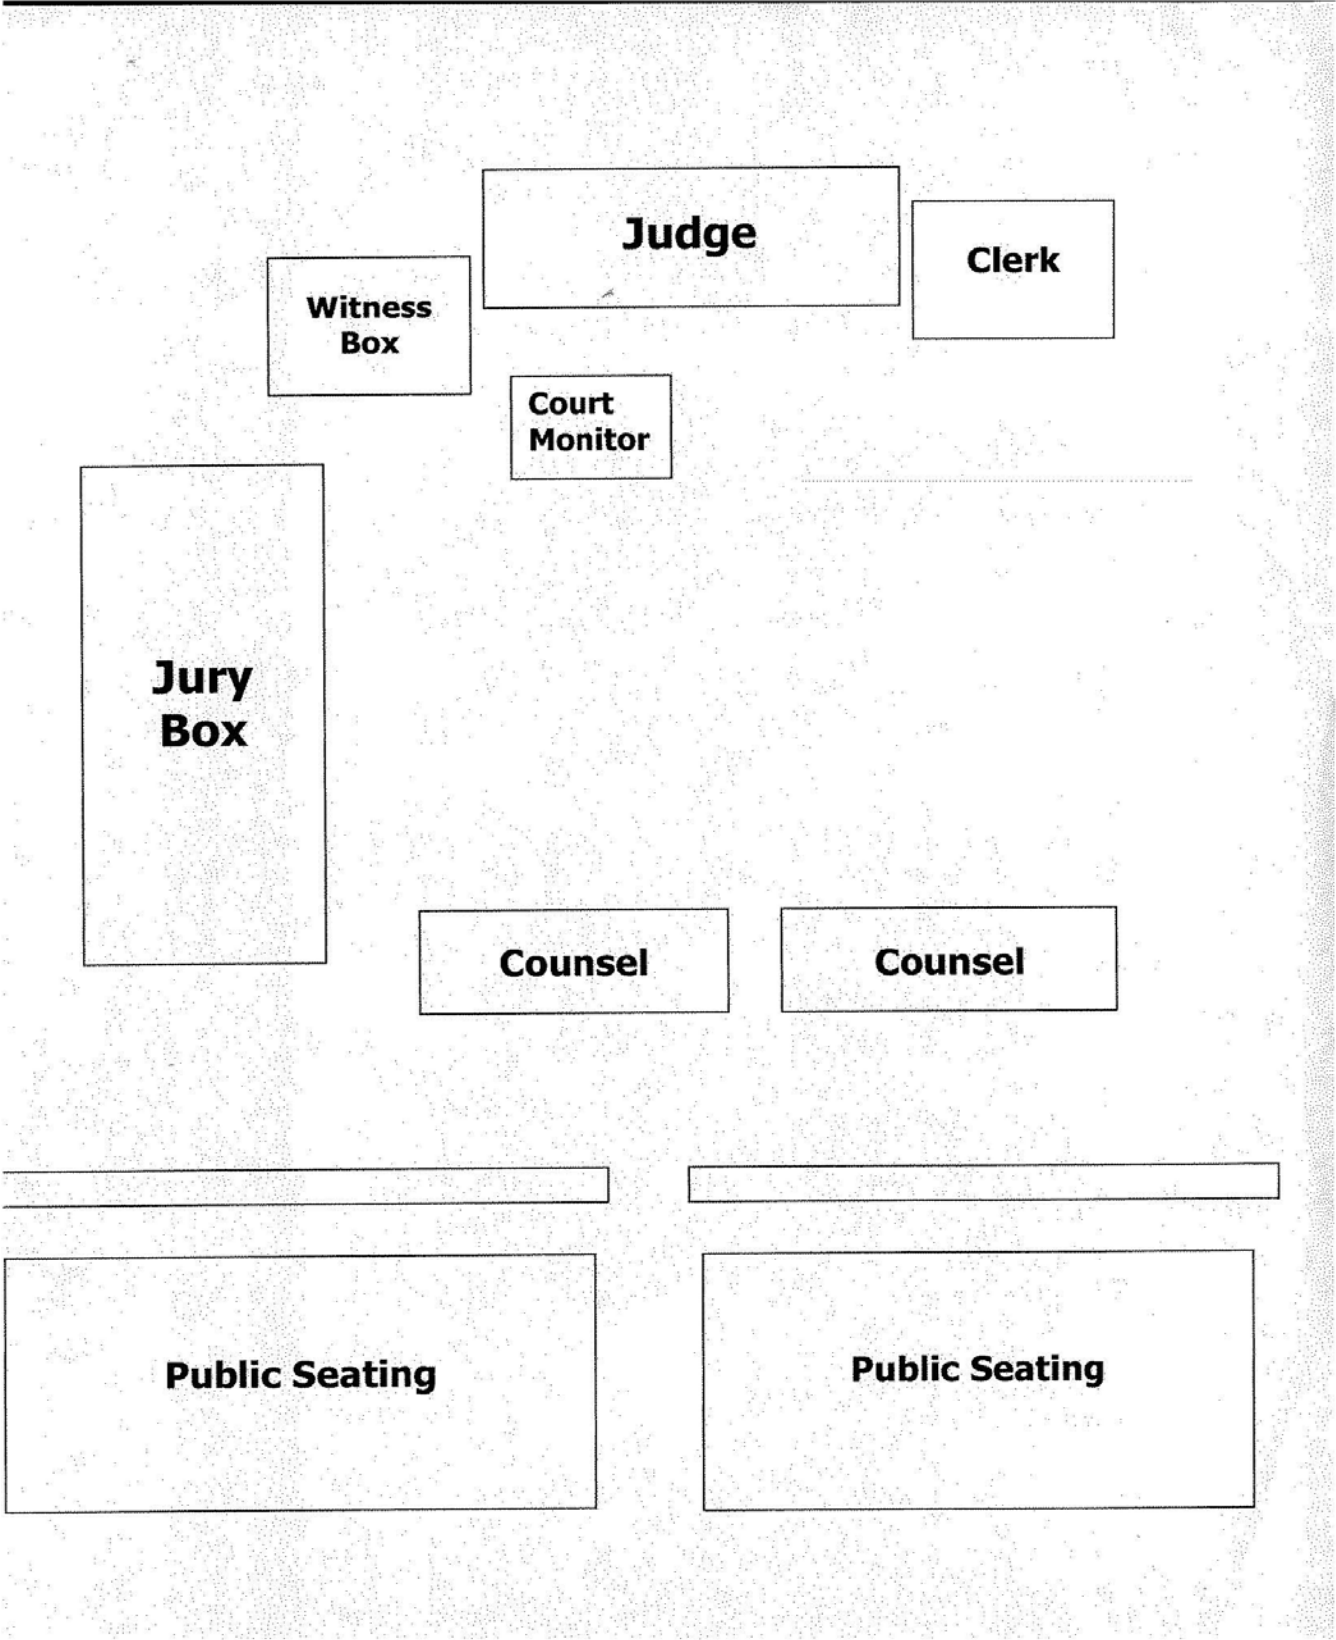 Judge
Clerk
Witness
Box
Court
Monitor
Jury
Box
Counsel
Counsel
Public Seating
Public Seating